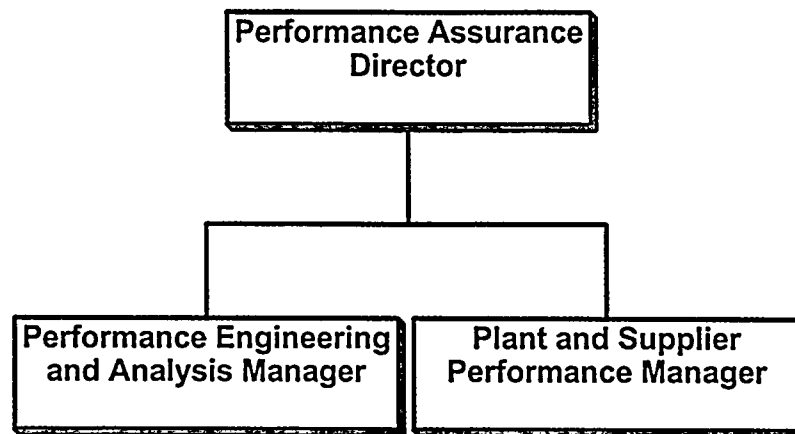 Performance Assurance
Director
Performance Engineering
and Analysis Manager
Plant and Supplier
Performance Manager